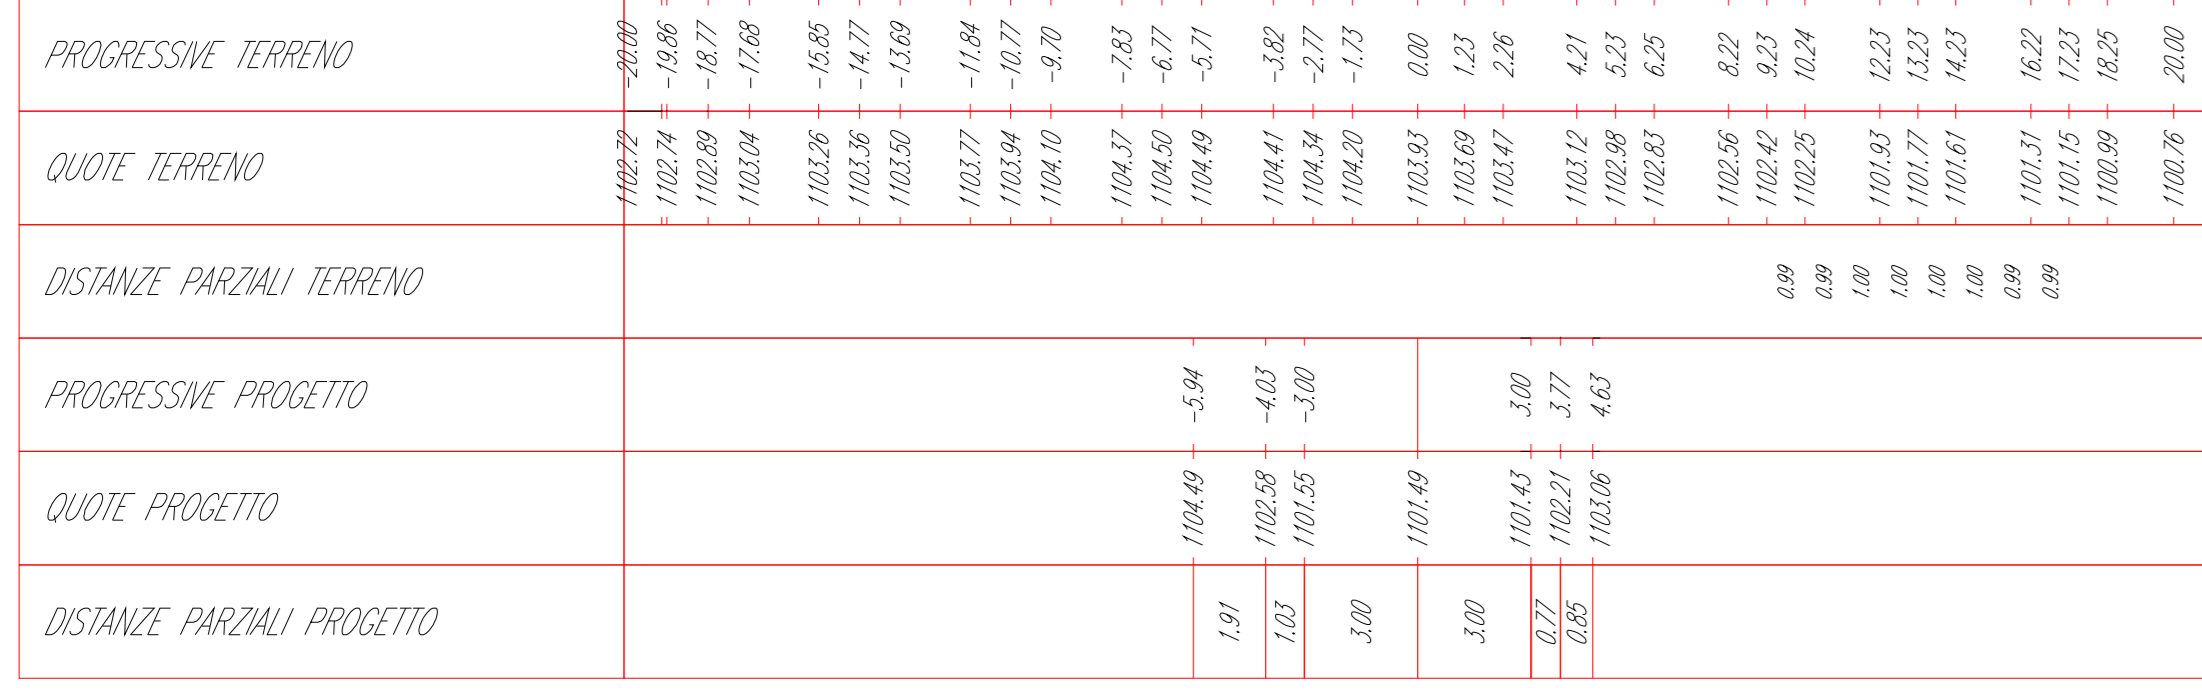 PROGRESSIVE TERRENO -20.00 -19.86 -18.77 -17.68 -15.85 -14.77 -13.69 -11.84 -10.77 -9.70 -7.83 -6.77 -5.71 -3.82 -2.77 -1.73 0.00 1.23 2.26 4.21 5.23 6.25 8.22 9.23 10.24 12.23 13.23 14.23 16.22 17.23 18.25 20.00
QUOTE TERRENO 1102.72 1102.74 1102.89 1103.04 1103.26 1103.36 1103.50 1103.77 1103.94 1104.10 1104.37 1104.50 1104.49 1104.41 1104.34 1104.20 1103.93 1103.69 1103.47 1103.12 1102.98 1102.83 1102.56 1102.42 1102.25 1101.93 1101.77 1101.61 1101.31 1101.15 1100.99 1100.76
DISTANZE PARZIALI TERRENO 0.99 0.99 1.00 1.00 1.00 1.00 0.99 0.99
PROGRESSIVE PROGETTO -5.94 -4.03 -3.00 3.00 3.77 4.63
QUOTE PROGETTO 1104.49 1102.58 1101.55 1101.49 1101.43 1102.21 1103.06
DISTANZE PARZIALI PROGETTO 1.91 1.03 3.00 3.00 0.77 0.85